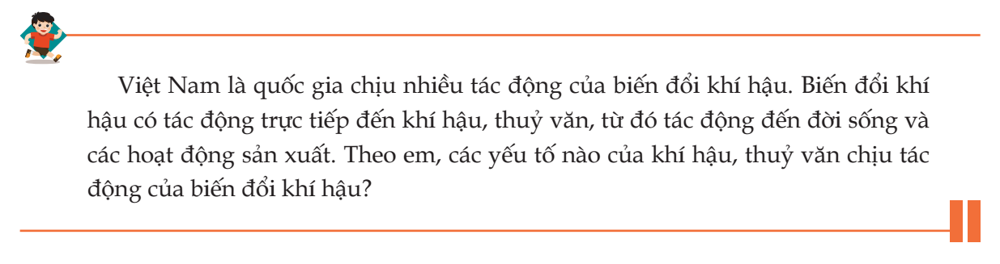 Việt Nam là quốc gia chịu nhiều tác động của biến đổi khí hậu. Biến đổi khí
hậu có tác động trực tiếp đến khí hậu, thuỷ văn, từ đó tác động đến đời sống và
các hoạt động sản xuất. Theo em, các yếu tố nào của khí hậu, thuỷ văn chịu tác
động của biến đổi khí hậu?